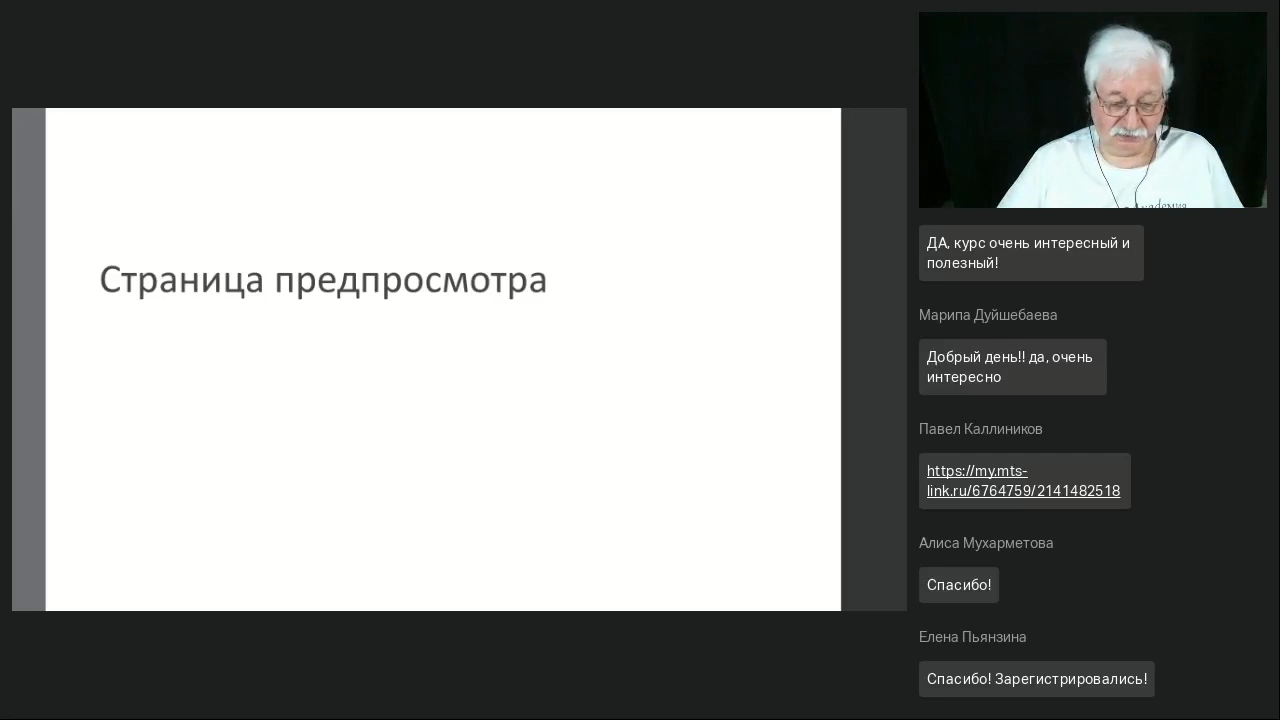 Страница предпросмотра
Академия
ДА, курс очень интересный и
полезный!
Марипа Дуйшебаева
Добрый день!! да, очень
интересно
Павел Каллиников
https://my.mts-
link.ru/6764759/2141482518
Алиса Мухарметова
Спасибо!
Елена Пьянзина
Спасибо! Зарегистрировались!